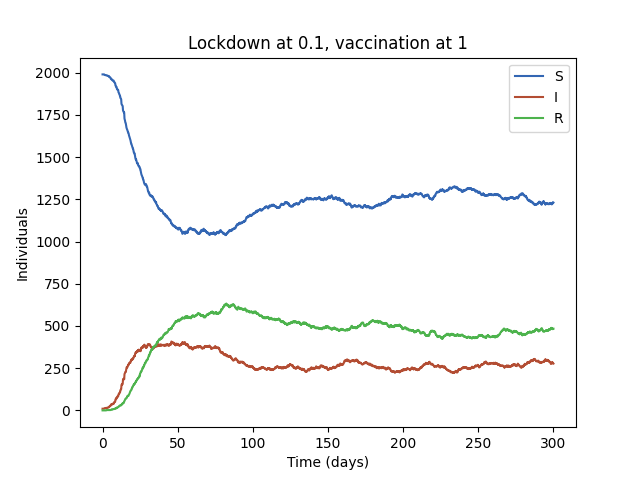 Lockdown at 0.1, vaccination at 1
S
I
R
2000
1750
1500
1250
1000
750
500
250
0
Individuals
0 50 100 150 200 250 300
Time (days)